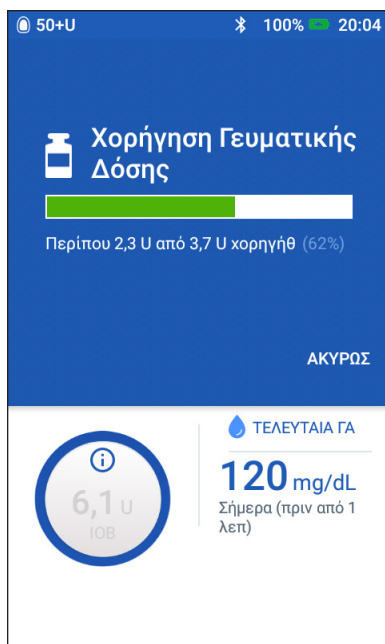 50+U 100% 20:04
Χορήγηση Γευματικής
Δόσης
Περίπου 2,3 U από 3,7 U χορηγήθ (62%)
ΑΚΥΡΩΣ
6,1 U
IOB
ΤΕΛΕΥΤΑΙΑ ΓΑ
120 mg/dL
Σήμερα (πριν από 1
λεπ)